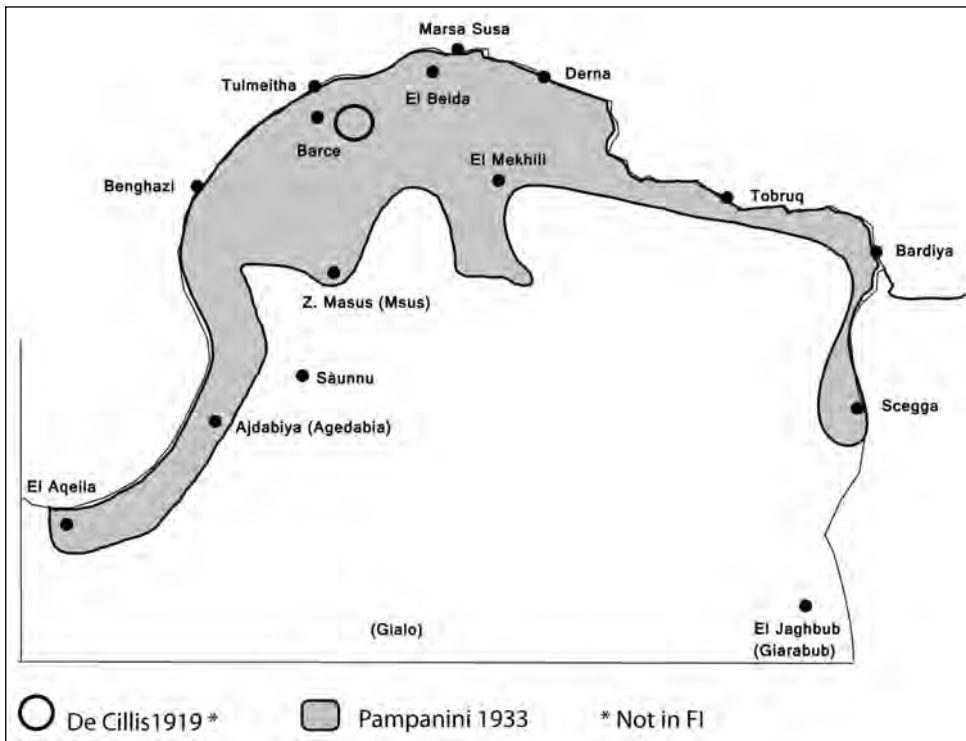 Marsa Susa
Derna
Tulmeitha
El Beida
Barce
El Mekhili
Benghazi
Tobruq
Bardiya
Z. Masus (Msus)
Sàunnu
Scegga
Ajdabiya (Agedabia)
El Aqeila
(Gialo)
El Jaghbub
(Giarabub)
De Cillis1919 * Pampanini 1933 * Not in FI